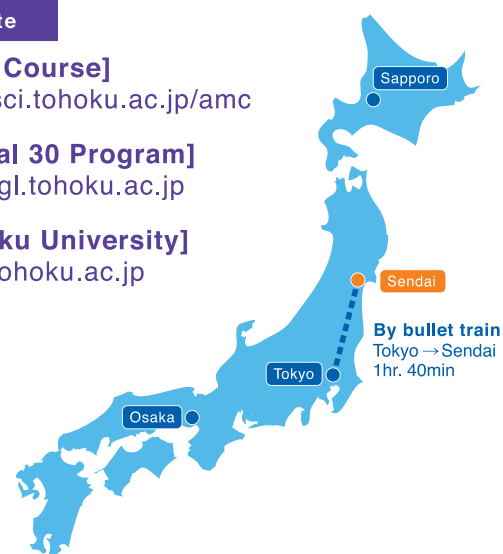 te
Course]
sci.tohoku.ac.jp/amc
al 30 Program]
gl.tohoku.ac.jp
ku University]
tohoku.ac.jp
Sapporo
Sendai
By bullet train
Tokyo → Sendai
1hr. 40min
Tokyo
Osaka